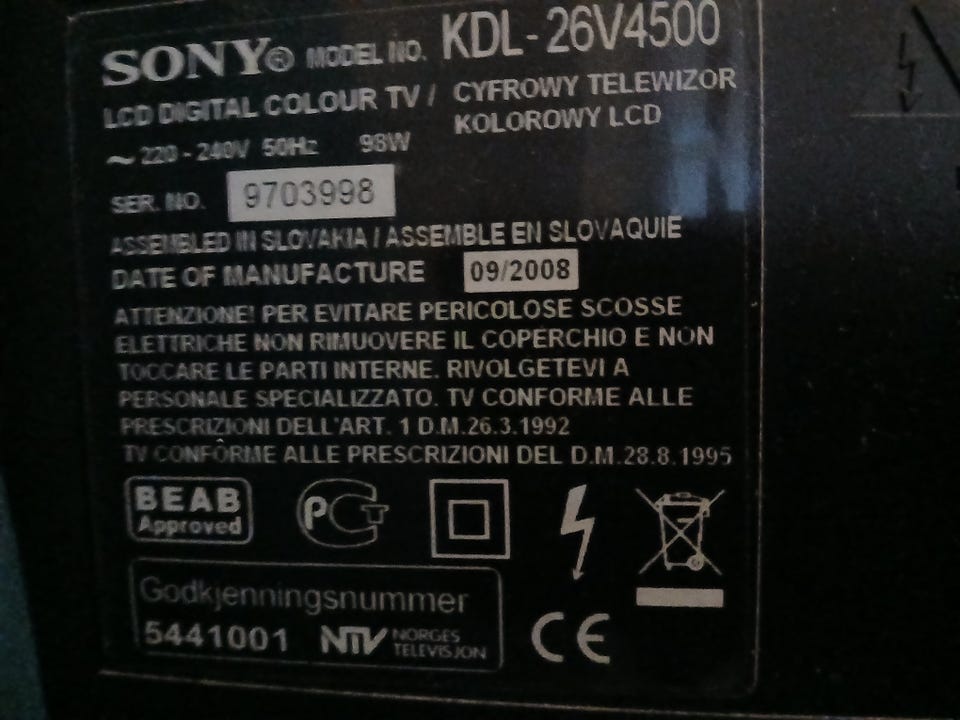 SONY® MODEL NO. KDL-26V4500
LCD DIGITAL COLOUR TV / CYFROWY TELEWIZOR
KOLOROWY LCD
~ 220 - 240V 50Hz 98W
SER. NO. 9703998
ASSEMBLED IN SLOVAKIA / ASSEMBLE EN SLOVAQUIE
DATE OF MANUFACTURE 09/2008
ATTENZIONE! PER EVITARE PERICOLOSE SCOSSE
ELETTRICHE NON RIMUOVERE IL COPERCHIO E NON
TOCCARE LE PARTI INTERNE. RIVOLGETEVI A
PERSONALE SPECIALIZZATO. TV CONFORME ALLE
PRESCRIZIONI DELL'ART. 1 D.M.26.3.1992
TV CONFORME ALLE PRESCRIZIONI DEL D.M.28.8.1995
BEAB
Approved
PCT
Godkjenningsnummer
5441001 NTV NORGES
TELEVISJON
CE